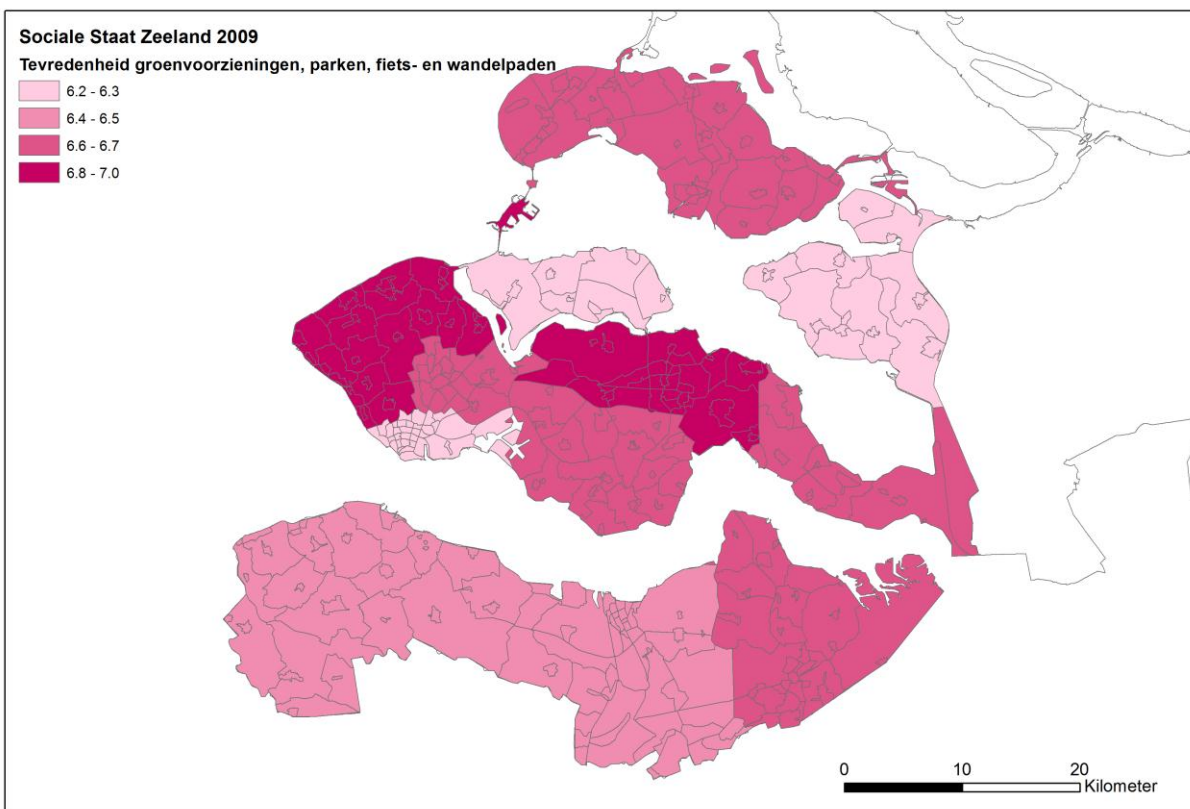 Sociale Staat Zeeland 2009
Tevredenheid groenvoorzieningen, parken, fiets- en wandelpaden
6.2 - 6.3
6.4 - 6.5
6.6 - 6.7
6.8 - 7.0
0 10 20
Kilometer